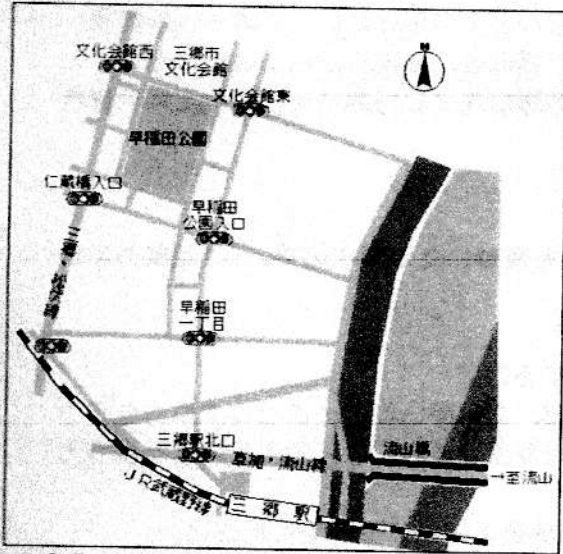 文化会館西
三郷市
文化会館
文化会館東
N
早稲田公園
仁蔵橋入口
早稲田
公園入口
早稲田
一丁目
三郷駅北口
草加・流山線
流山橋
→至流山
JR武蔵野線
三郷駅